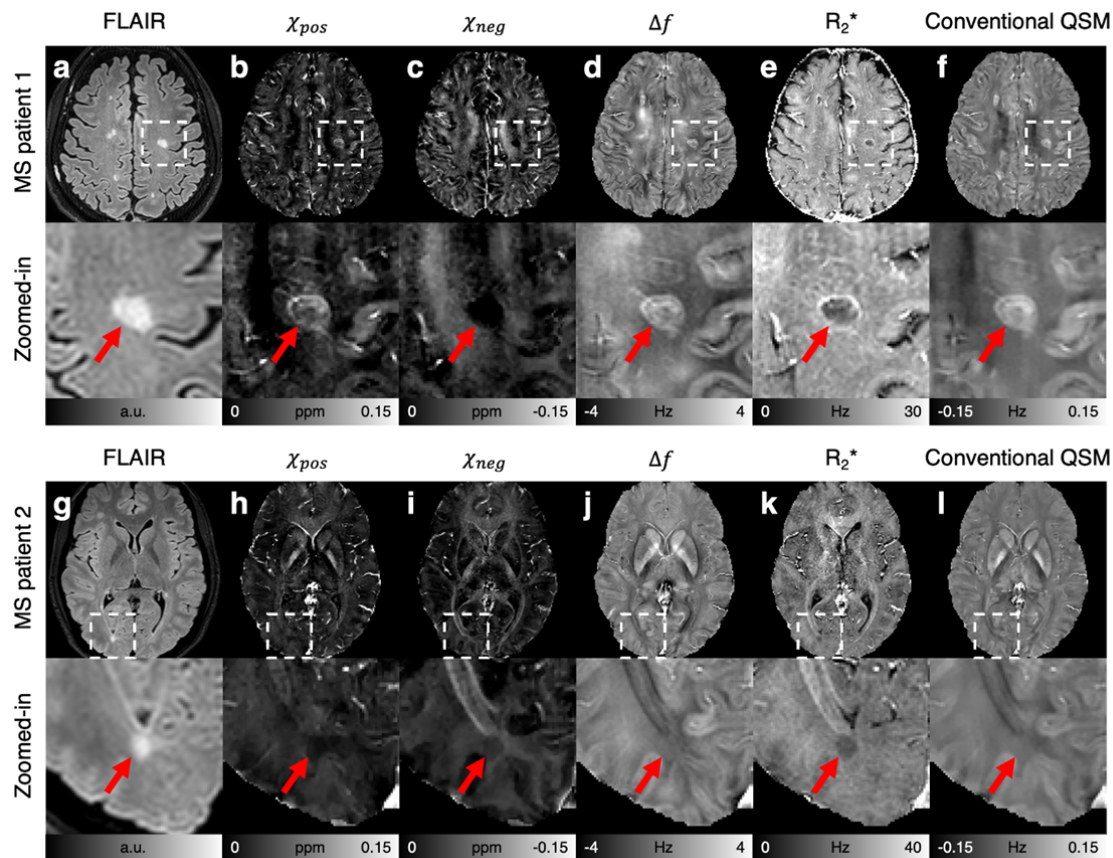 FLAIR χpos χneg Δf R₂* Conventional QSM
MS patient 1
a b c d e f
Zoomed-in
a.u. 0 ppm 0.15 0 ppm -0.15 -4 Hz 4 0 Hz 30 -0.15 Hz 0.15
FLAIR χpos χneg Δf R₂* Conventional QSM
MS patient 2
g h i j k l
Zoomed-in
a.u. 0 ppm 0.15 0 ppm -0.15 -4 Hz 4 0 Hz 40 -0.15 Hz 0.15